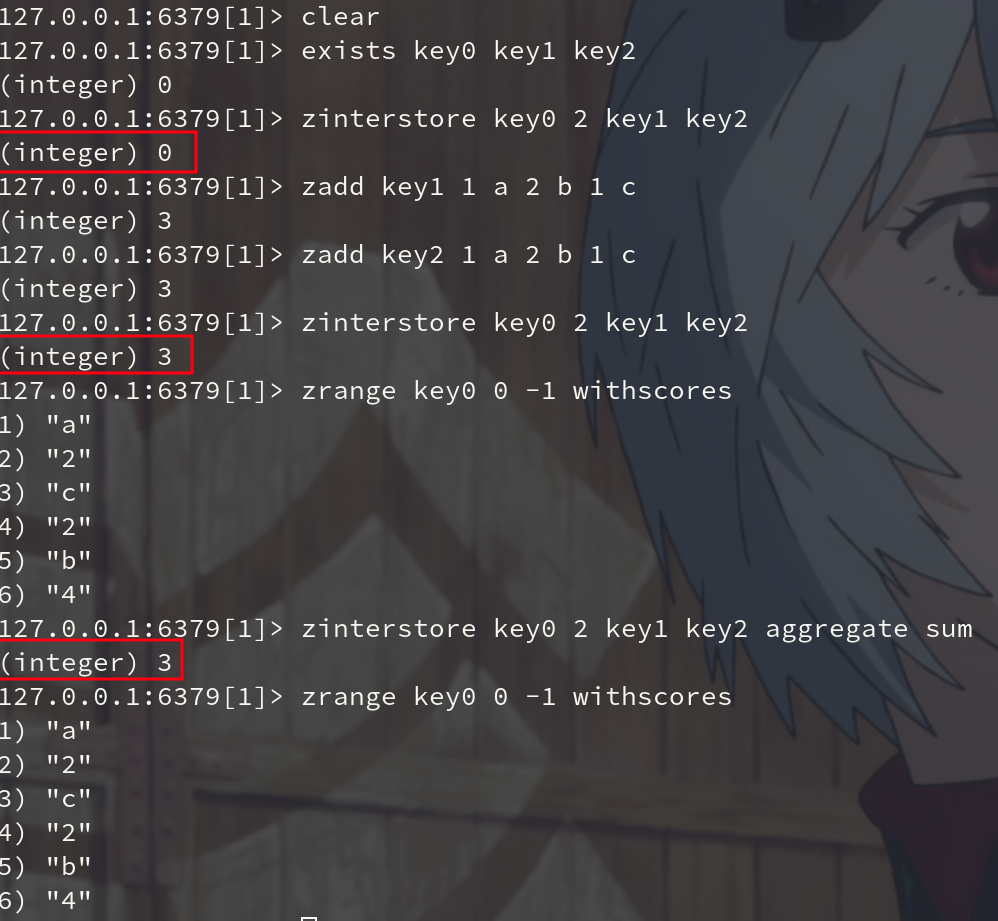 127.0.0.1:6379[1]> clear
127.0.0.1:6379[1]> exists key0 key1 key2
(integer) 0
127.0.0.1:6379[1]> zinterstore key0 2 key1 key2
(integer) 0
127.0.0.1:6379[1]> zadd key1 1 a 2 b 1 c
(integer) 3
127.0.0.1:6379[1]> zadd key2 1 a 2 b 1 c
(integer) 3
127.0.0.1:6379[1]> zinterstore key0 2 key1 key2
(integer) 3
127.0.0.1:6379[1]> zrange key0 0 -1 withscores
1) "a"
2) "2"
3) "c"
4) "2"
5) "b"
6) "4"
127.0.0.1:6379[1]> zinterstore key0 2 key1 key2 aggregate sum
(integer) 3
127.0.0.1:6379[1]> zrange key0 0 -1 withscores
1) "a"
2) "2"
3) "c"
4) "2"
5) "b"
6) "4"